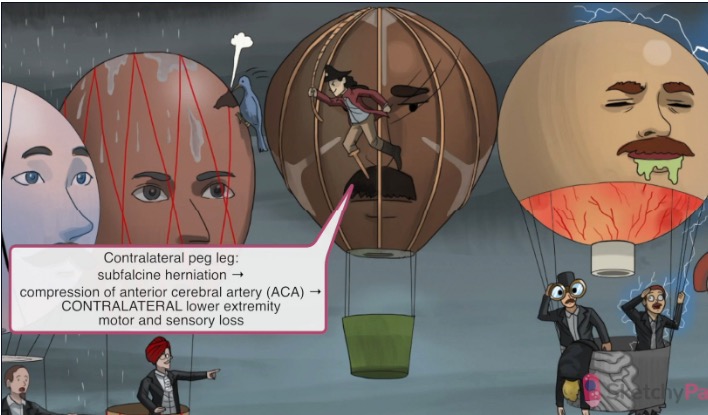 Contralateral peg leg:
subfalcine herniation →
compression of anterior cerebral artery (ACA) →
CONTRALATERAL lower extremity
motor and sensory loss
SketchyPa